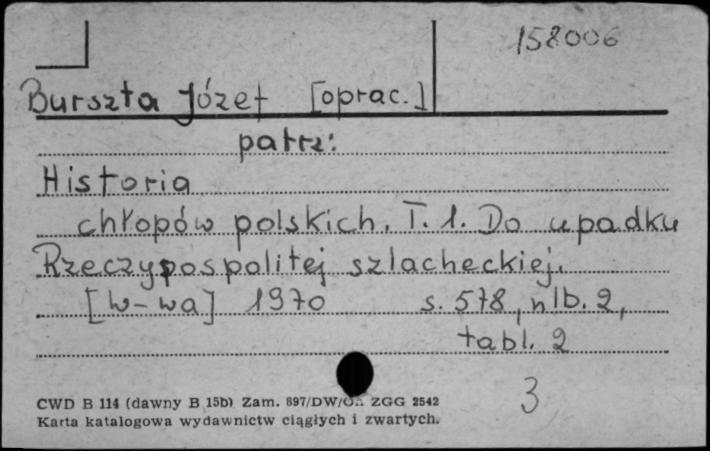 158006
Burszta Józef [oprac.]
patrz:
Historia
chłopów polskich. T. 1. Do upadku
Rzeczypospolitej szlacheckiej.
[W-wa] 1970 s. 578, nlb. 2,
tabl. 2
3
CWD B 114 (dawny B 15b) Zam. 897/DW/ ZGG 2542
Karta katalogowa wydawnictw ciągłych i zwartych.